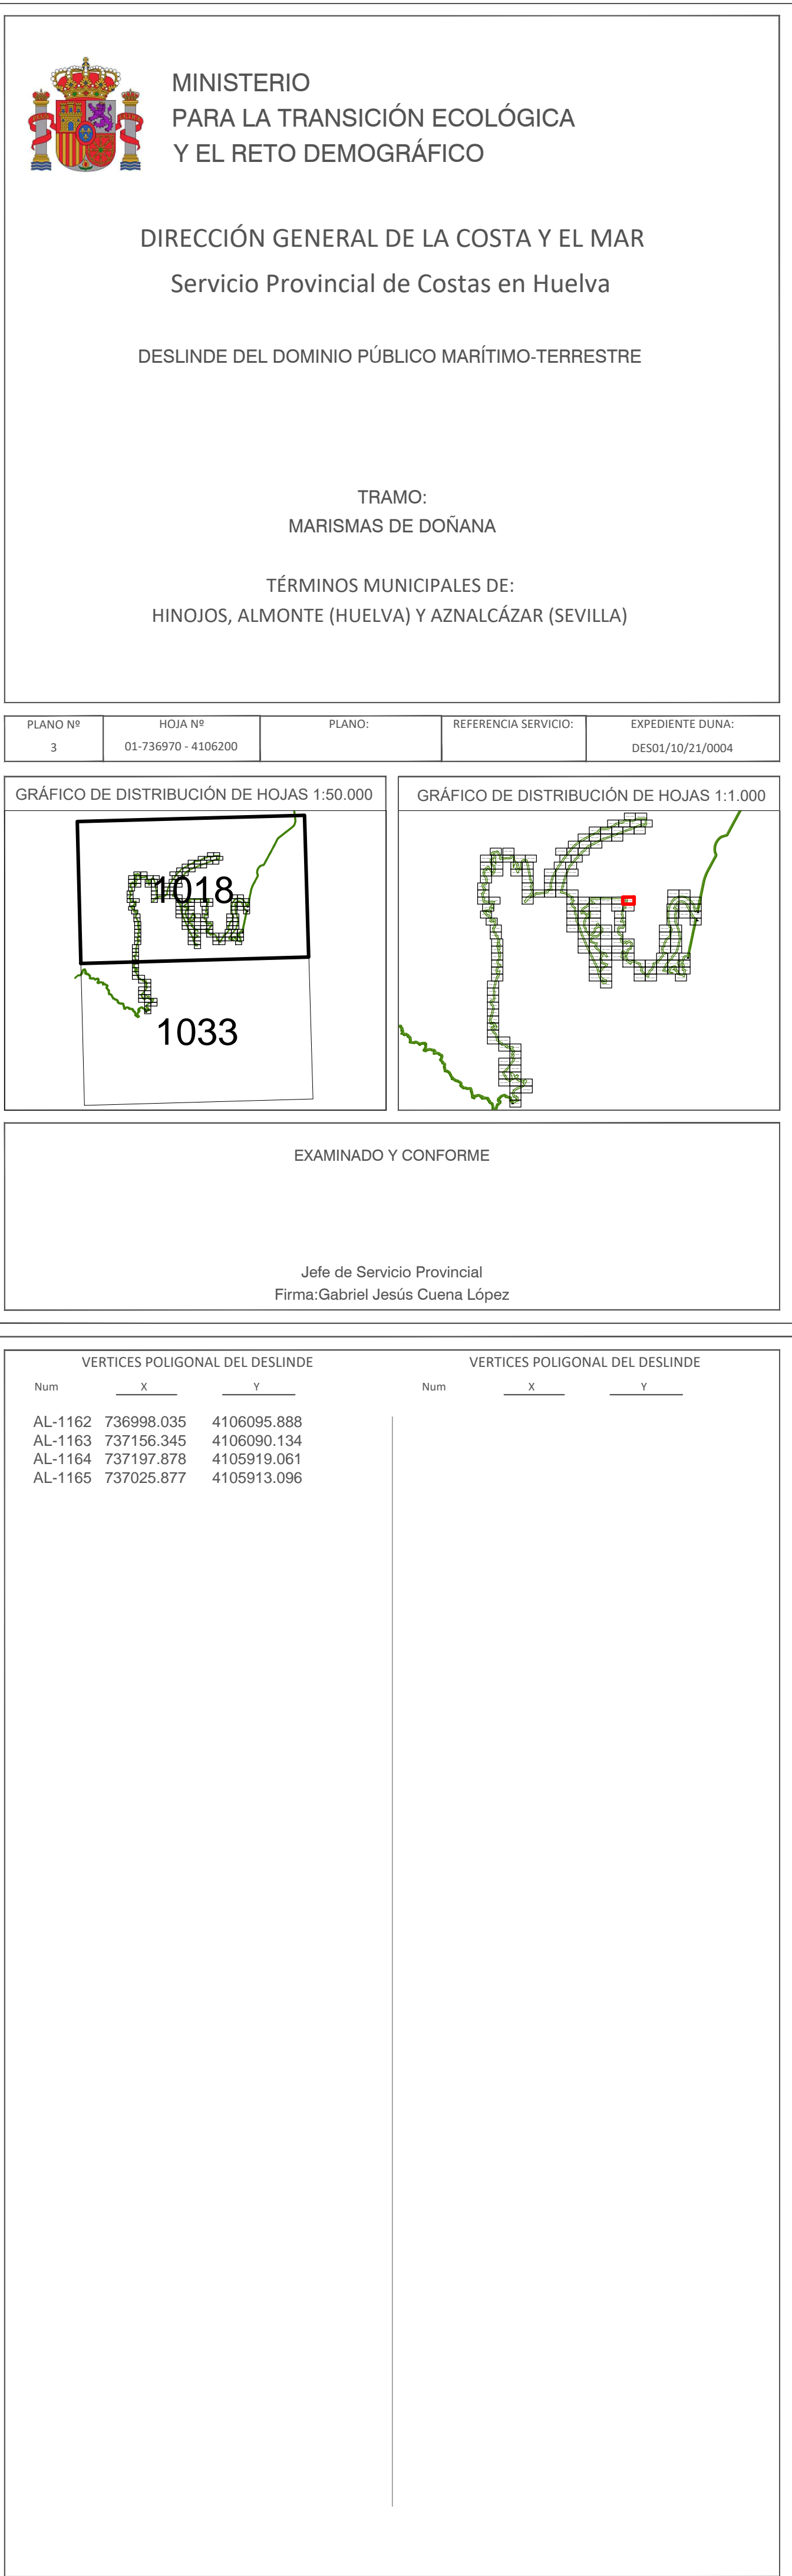 MINISTERIO
PARA LA TRANSICIÓN ECOLÓGICA
Y EL RETO DEMOGRÁFICO
DIRECCIÓN GENERAL DE LA COSTA Y EL MAR
Servicio Provincial de Costas en Huelva
DESLINDE DEL DOMINIO PÚBLICO MARÍTIMO-TERRESTRE
TRAMO:
MARISMAS DE DOÑANA
TÉRMINOS MUNICIPALES DE:
HINOJOS, ALMONTE (HUELVA) Y AZNALCÁZAR (SEVILLA)
PLANO Nº HOJA Nº PLANO: REFERENCIA SERVICIO: EXPEDIENTE DUNA:
3 01-736970 - 4106200 DES01/10/21/0004
GRÁFICO DE DISTRIBUCIÓN DE HOJAS 1:50.000
1018
1033
GRÁFICO DE DISTRIBUCIÓN DE HOJAS 1:1.000
EXAMINADO Y CONFORME
Jefe de Servicio Provincial
Firma:Gabriel Jesús Cuena López
VERTICES POLIGONAL DEL DESLINDE VERTICES POLIGONAL DEL DESLINDE
Num X Y Num X Y
AL-1162 736998.035 4106095.888
AL-1163 737156.345 4106090.134
AL-1164 737197.878 4105919.061
AL-1165 737025.877 4105913.096